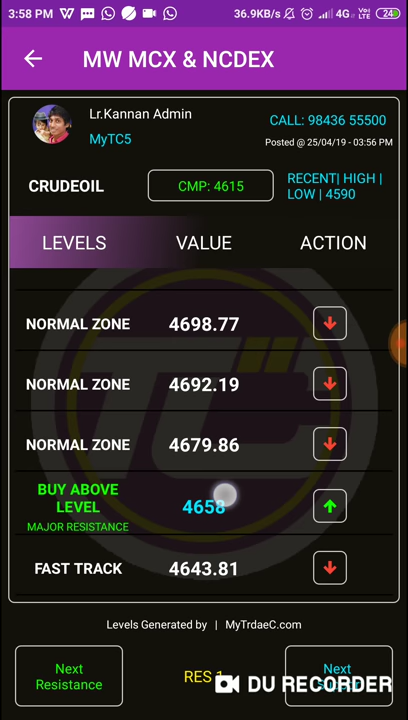 3:58 PM 36.9KB/s 4G Vo LTE 24
MW MCX & NCDEX
Lr.Kannan Admin
CALL: 98436 55500
MyTC5
Posted @ 25/04/19 - 03:56 PM
CRUDEOIL
CMP: 4615
RECENT| HIGH |
LOW | 4590
LEVELS VALUE ACTION
NORMAL ZONE 4698.77
NORMAL ZONE 4692.19
NORMAL ZONE 4679.86
BUY ABOVE
LEVEL
4658
MAJOR RESISTANCE
FAST TRACK 4643.81
Levels Generated by | MyTrdaeC.com
Next
Resistance
RES 1
Next
DU RECORDER